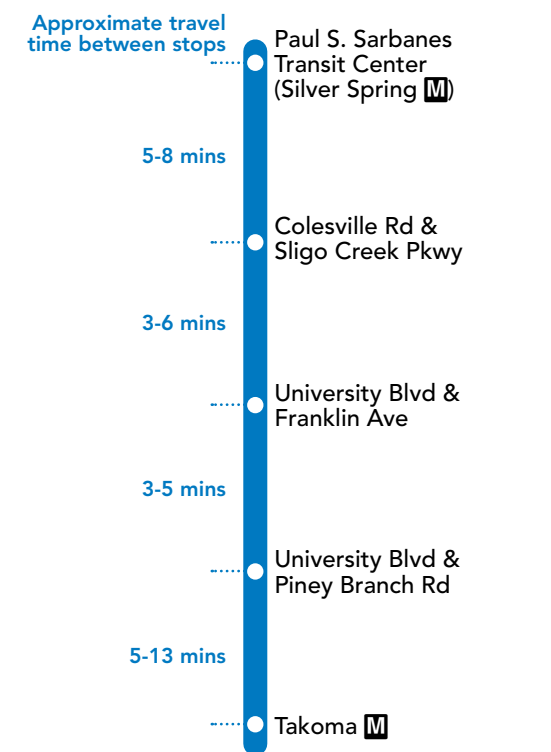 Approximate travel
time between stops
Paul S. Sarbanes
Transit Center
(Silver Spring M)
5-8 mins
Colesville Rd &
Sligo Creek Pkwy
3-6 mins
University Blvd &
Franklin Ave
3-5 mins
University Blvd &
Piney Branch Rd
5-13 mins
Takoma M